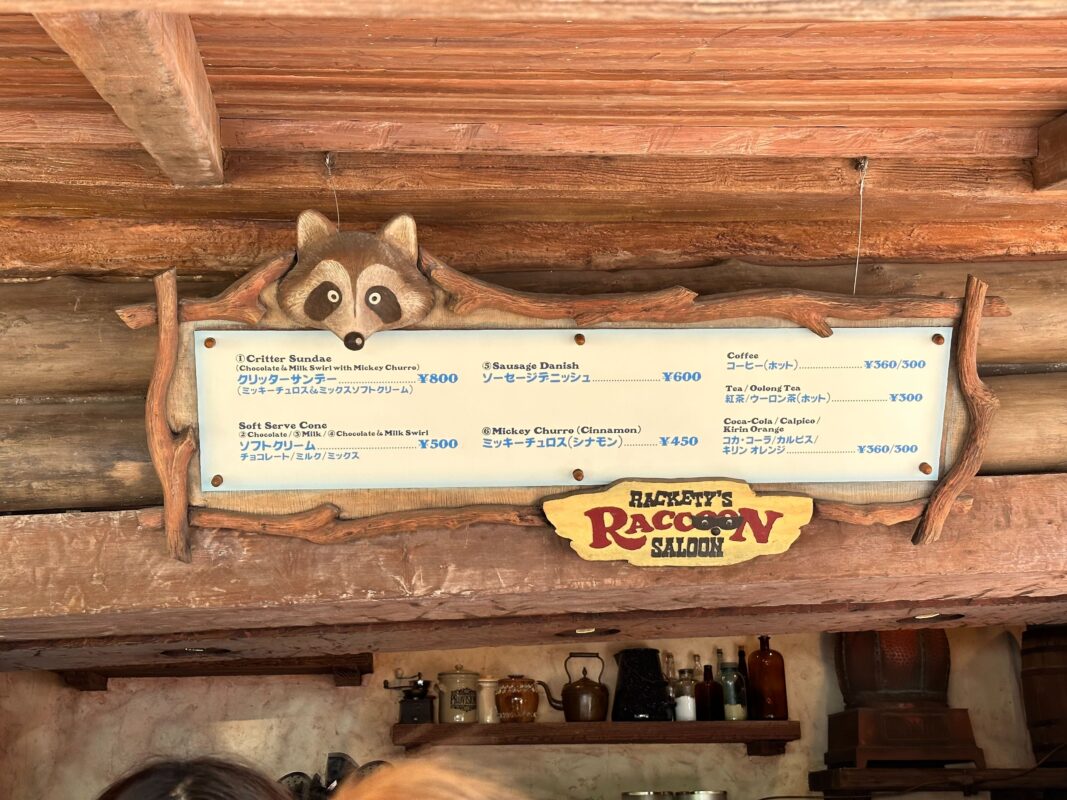 ①Critter Sundae
(Chocolate & Milk Swirl with Mickey Churro)
クリッターサンデー..................¥800
(ミッキーチュロス&ミックスソフトクリーム)
Soft Serve Cone
②Chocolate / ③Milk / ④Chocolate & Milk Swirl
ソフトクリーム..................¥500
チョコレート/ミルク/ミックス
⑤Sausage Danish
ソーセージデニッシュ..................¥600
⑥Mickey Churro (Cinnamon)
ミッキーチュロス(シナモン)..........¥450
Coffee
コーヒー(ホット)..................¥360/300
Tea / Oolong Tea
紅茶/ウーロン茶(ホット)..............¥300
Coca-Cola / Calpico /
Kirin Orange
コカ・コーラ/カルピス/
キリン オレンジ..................¥360/300
RACKETY'S
RACCOON
SALOON